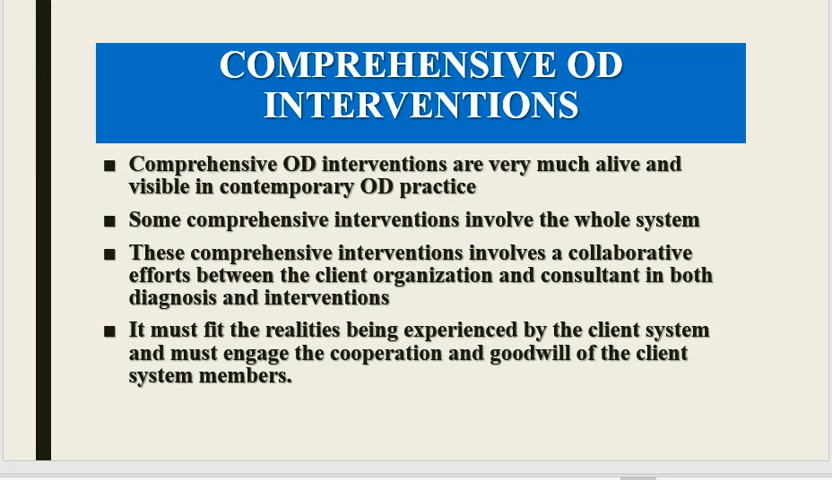 COMPREHENSIVE OD
INTERVENTIONS
■ Comprehensive OD interventions are very much alive and
visible in contemporary OD practice
■ Some comprehensive interventions involve the whole system
■ These comprehensive interventions involves a collaborative
efforts between the client organization and consultant in both
diagnosis and interventions
■ It must fit the realities being experienced by the client system
and must engage the cooperation and goodwill of the client
system members.